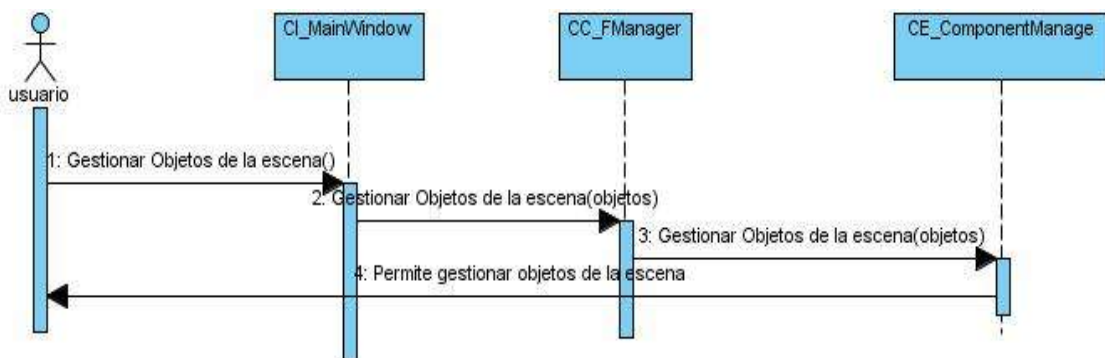 CI_MainWindow
CC_FManager
CE_ComponentManage
usuario
1: Gestionar Objetos de la escena()
2: Gestionar Objetos de la escena(objetos)
3: Gestionar Objetos de la escena(objetos)
4: Permite gestionar objetos de la escena